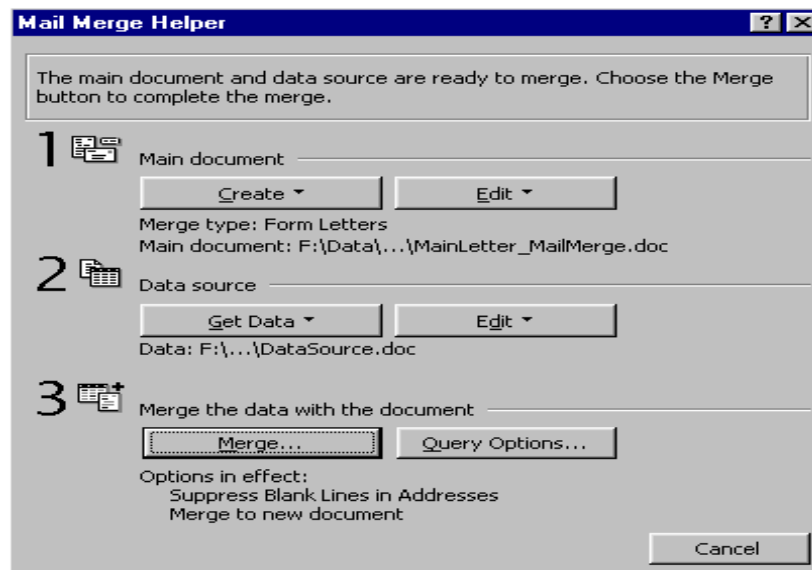 Mail Merge Helper
The main document and data source are ready to merge. Choose the Merge
button to complete the merge.
1
Main document
Create
Edit
Merge type: Form Letters
Main document: F:\Data\...\MainLetter_MailMerge.doc
2
Data source
Get Data
Edit
Data: F:\...\DataSource.doc
3
Merge the data with the document
Merge...
Query Options...
Options in effect:
Suppress Blank Lines in Addresses
Merge to new document
Cancel